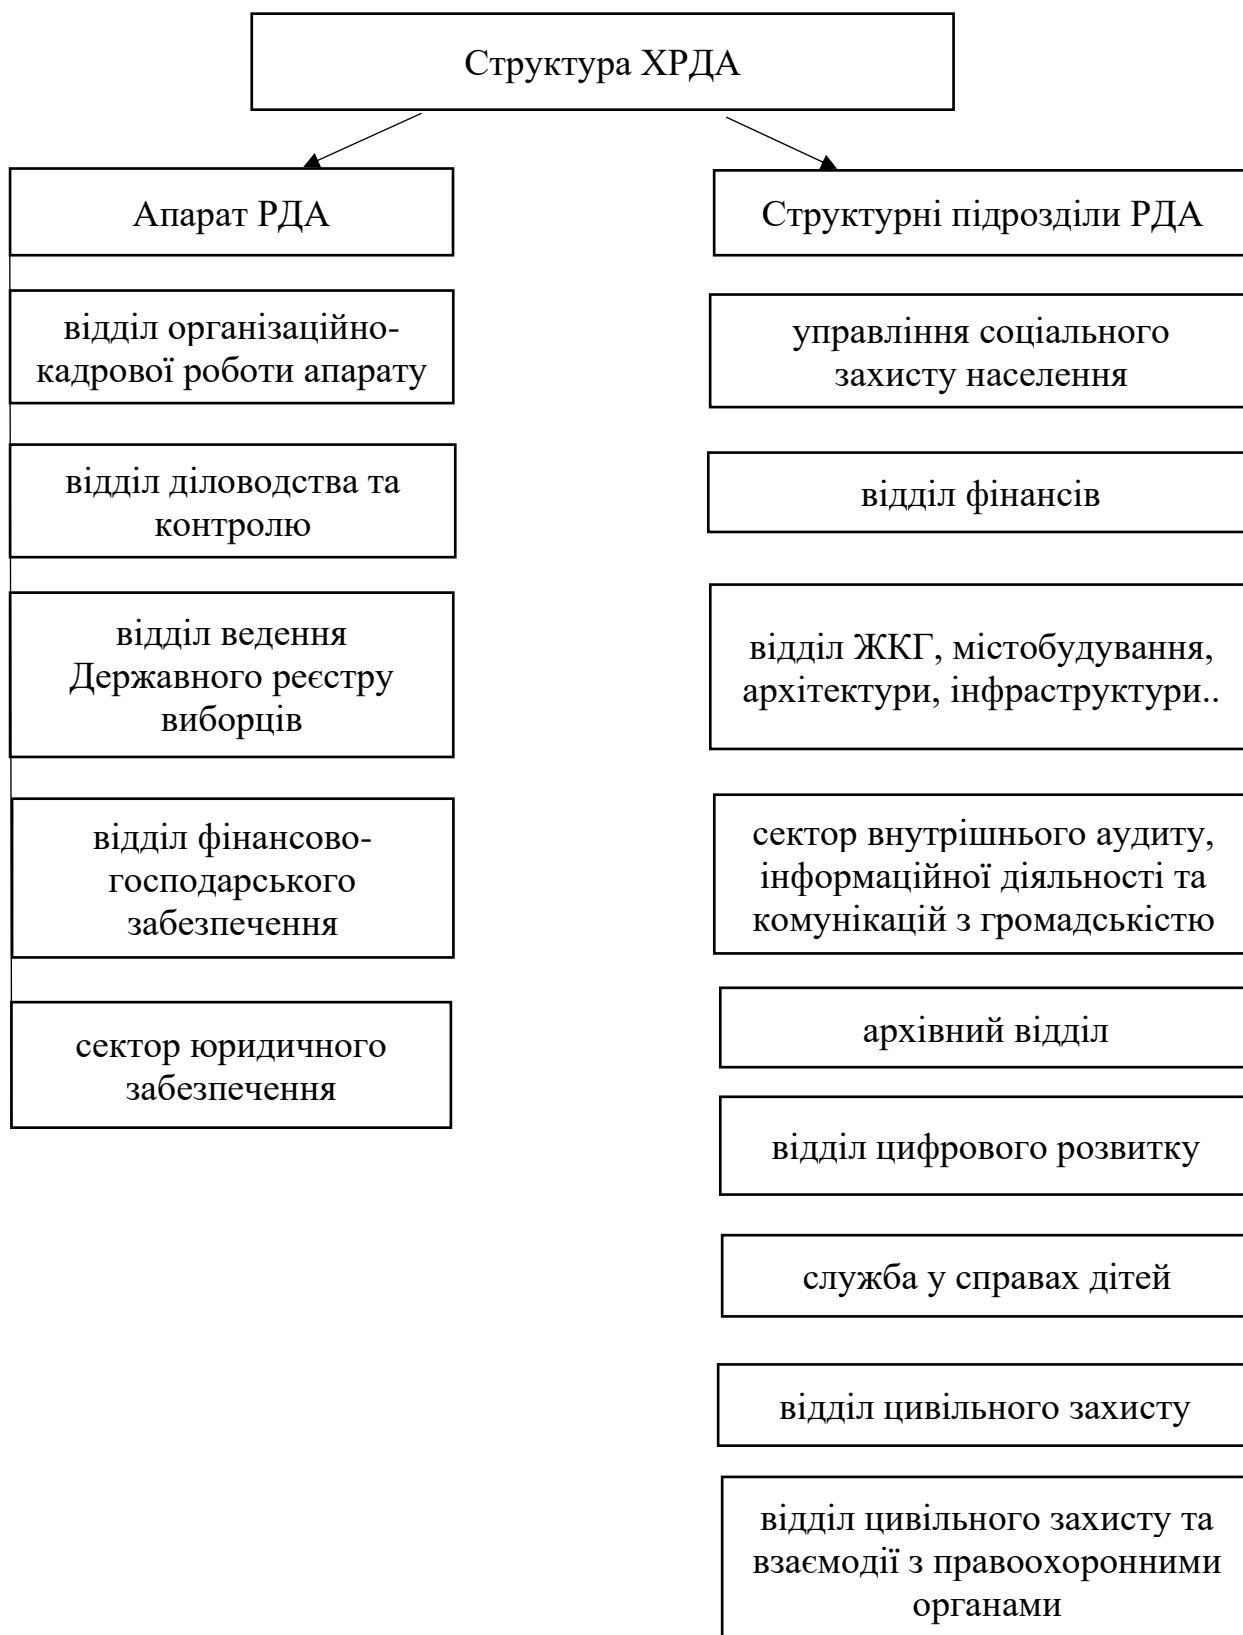 Структура ХРДА
Апарат РДА
відділ організаційно-
кадрової роботи апарату
відділ діловодства та
контролю
відділ ведення
Державного реєстру
виборців
відділ фінансово-
господарського
забезпечення
сектор юридичного
забезпечення
Структурні підрозділи РДА
управління соціального
захисту населення
відділ фінансів
відділ ЖКГ, містобудування,
архітектури, інфраструктури..
сектор внутрішнього аудиту,
інформаційної діяльності та
комунікацій з громадськістю
архівний відділ
відділ цифрового розвитку
служба у справах дітей
відділ цивільного захисту
відділ цивільного захисту та
взаємодії з правоохоронними
органами